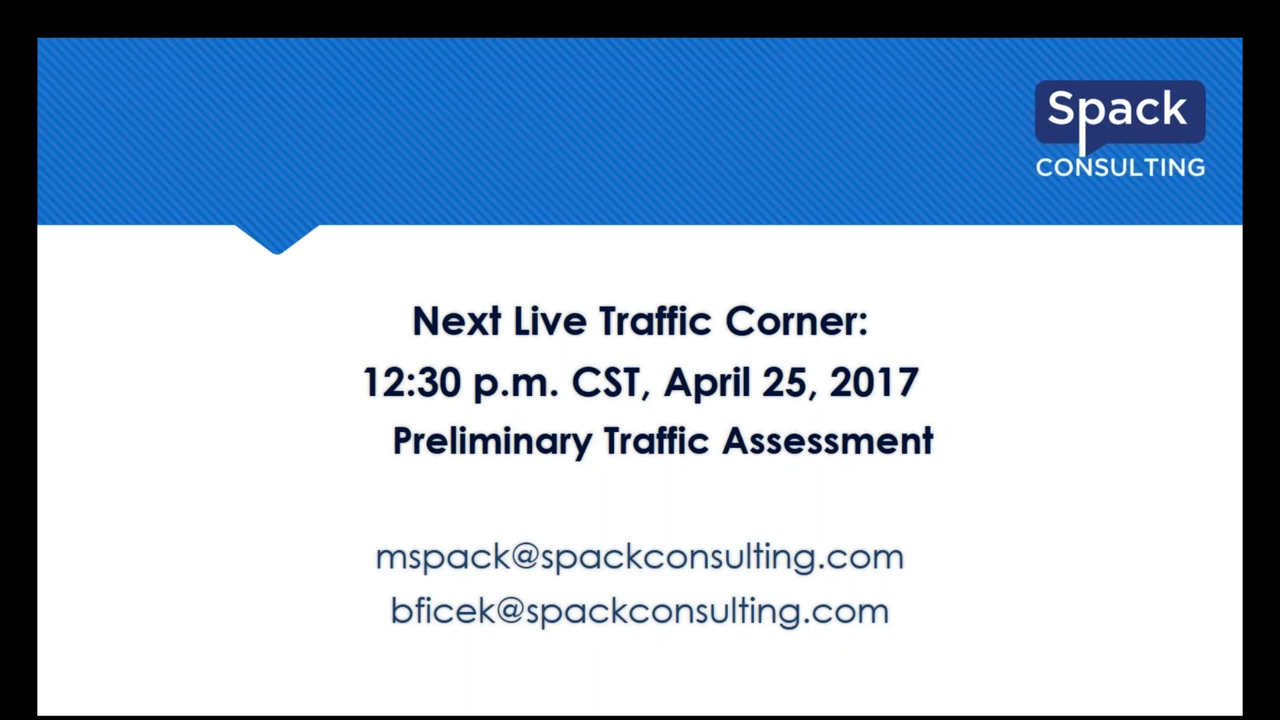 Spack
CONSULTING
Next Live Traffic Corner:
12:30 p.m. CST, April 25, 2017
Preliminary Traffic Assessment
mspack@spackconsulting.com
bficek@spackconsulting.com